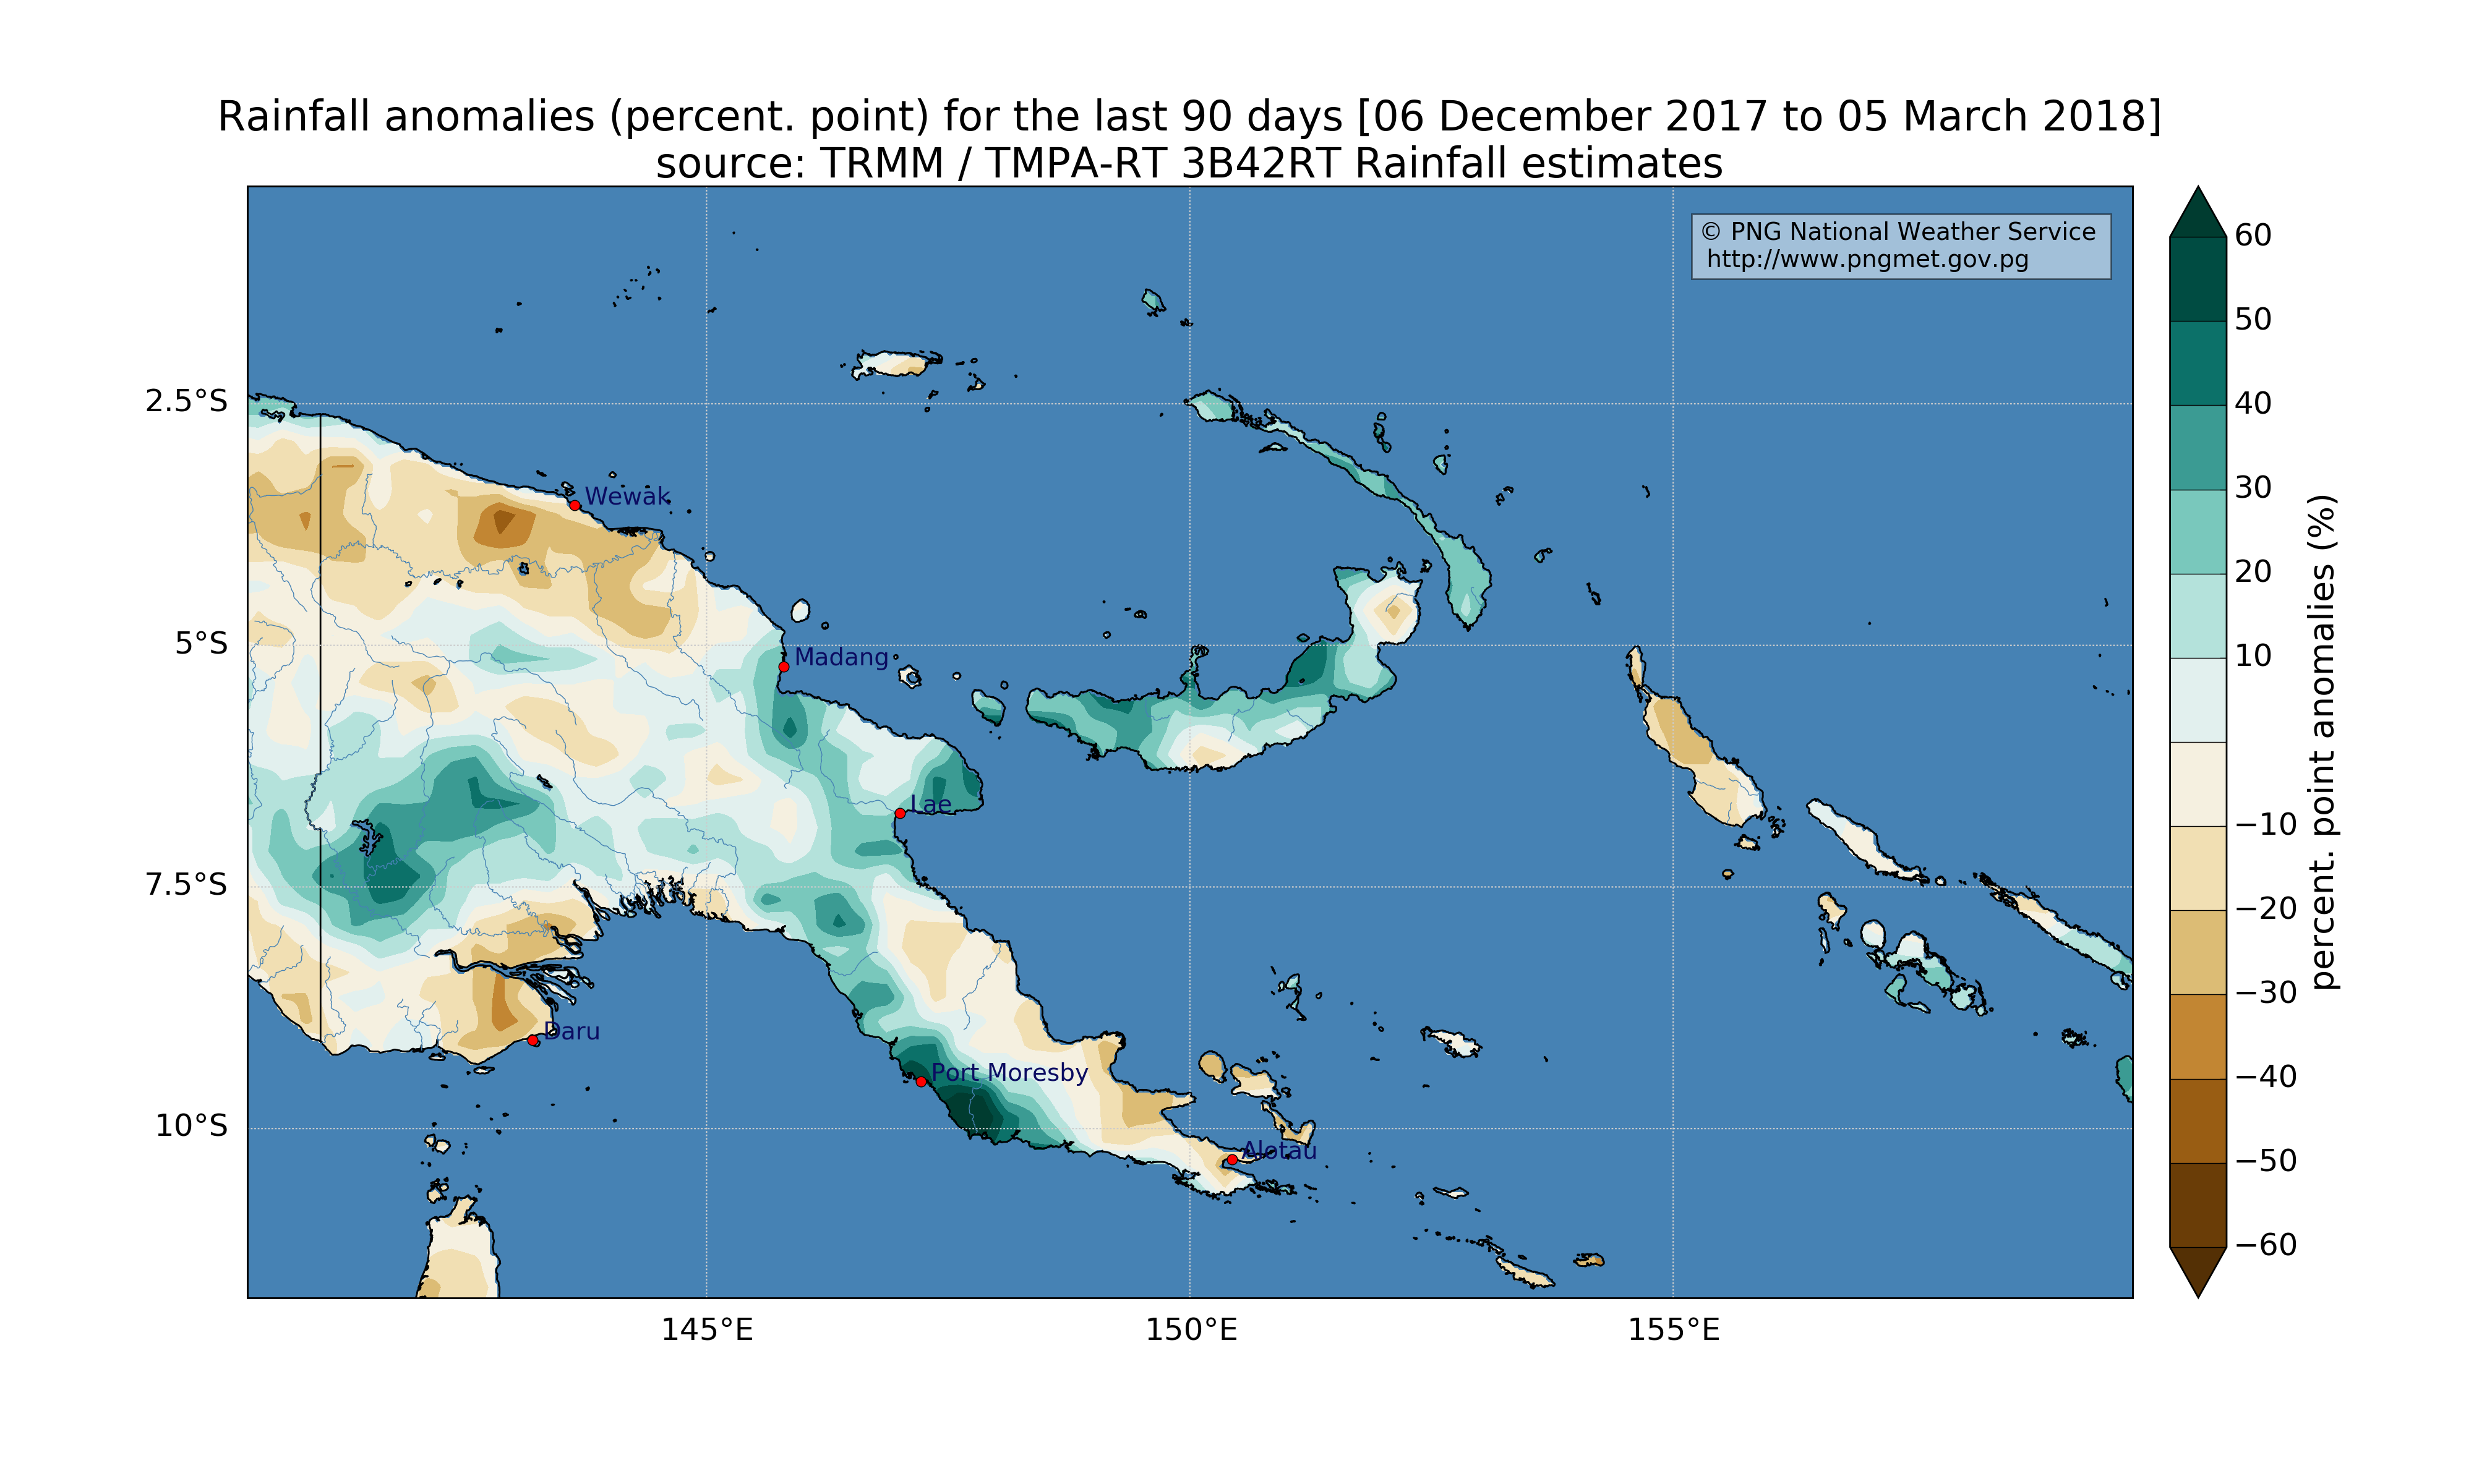 Rainfall anomalies (percent. point) for the last 90 days [06 December 2017 to 05 March 2018]
source: TRMM / TMPA-RT 3B42RT Rainfall estimates
© PNG National Weather Service
http://www.pngmet.gov.pg
2.5°S
5°S
7.5°S
10°S
Wewak
Madang
Lae
Daru
Port Moresby
Alotau
145°E
150°E
155°E
60
50
40
30
20
10
−10
−20
−30
−40
−50
−60
percent. point anomalies (%)